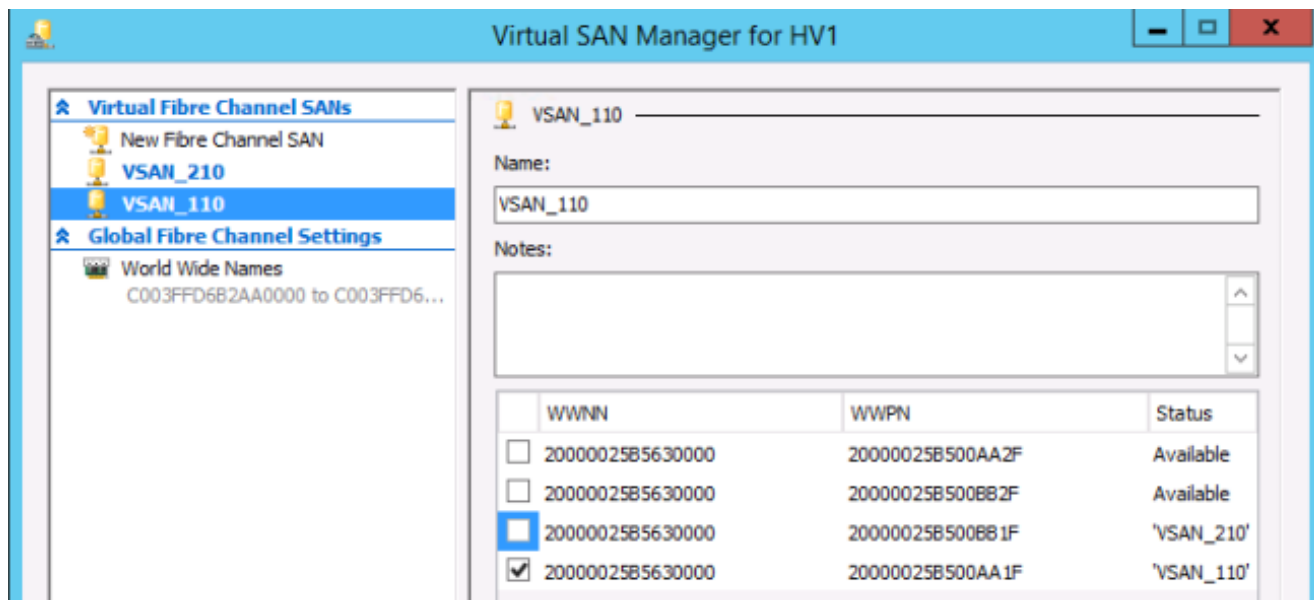 Virtual SAN Manager for HV1
Virtual Fibre Channel SANs
New Fibre Channel SAN
VSAN_210
VSAN_110
Global Fibre Channel Settings
World Wide Names
C003FFD6B2AA0000 to C003FFD6...
VSAN_110
Name:
VSAN_110
Notes:
WWNN WWPN Status
20000025B5630000 20000025B500AA2F Available
20000025B5630000 20000025B500BB2F Available
20000025B5630000 20000025B500BB1F 'VSAN_210'
20000025B5630000 20000025B500AA1F 'VSAN_110'